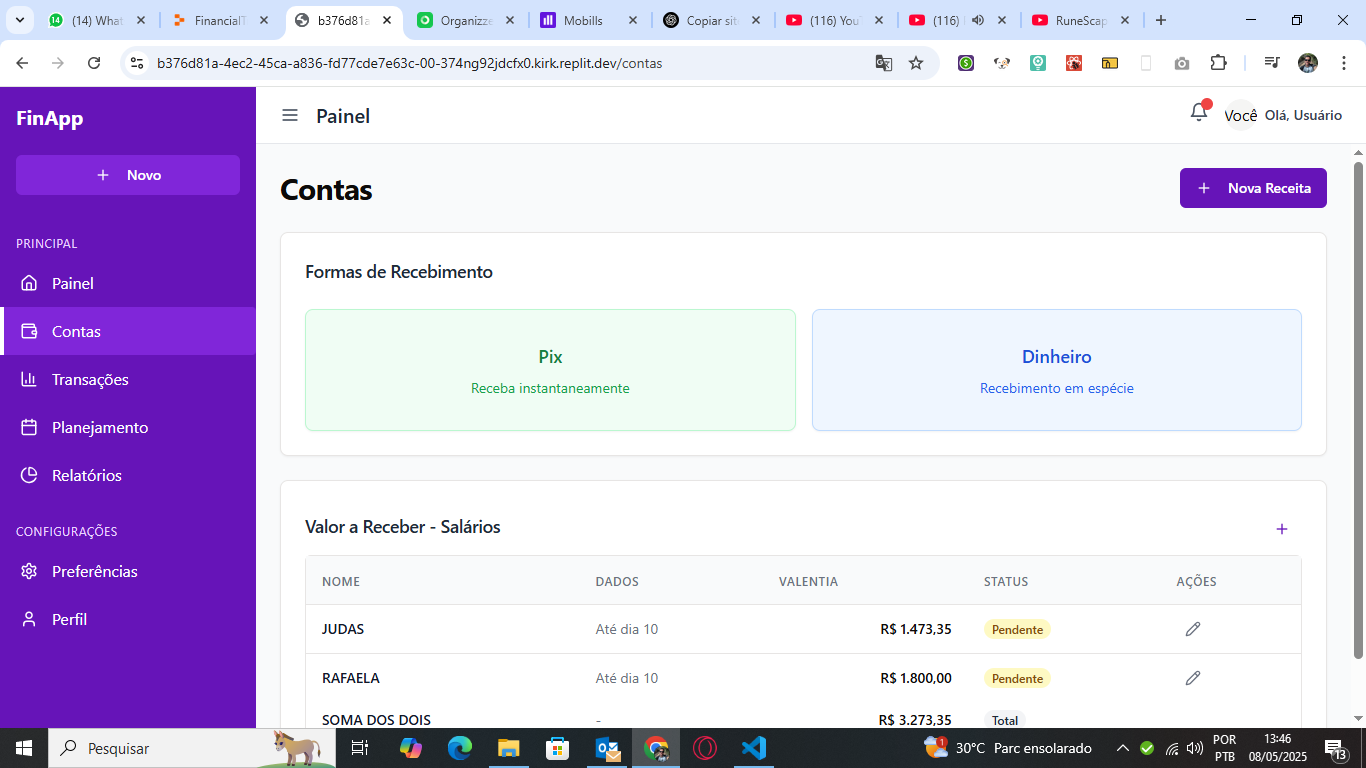 (14) What
FinancialT
b376d81a
Organizze
Mobills
Copiar sit
(116) You
(116)
RuneScap
b376d81a-4ec2-45ca-a836-fd77cde7e63c-00-374ng92jdcfx0.kirk.replit.dev/contas
FinApp
Painel
Você Olá, Usuário
Novo
Contas
Nova Receita
PRINCIPAL
Painel
Contas
Transações
Planejamento
Relatórios
CONFIGURAÇÕES
Preferências
Perfil
Formas de Recebimento
Pix
Receba instantaneamente
Dinheiro
Recebimento em espécie
Valor a Receber - Salários
NOME DADOS VALENTIA STATUS AÇÕES
JUDAS Até dia 10 R$ 1.473,35 Pendente
RAFAELA Até dia 10 R$ 1.800,00 Pendente
SOMA DOS DOIS - R$ 3.273,35 Total
Pesquisar
1
30°C Parc ensolarado
POR
PTB
13:46
08/05/2025
13